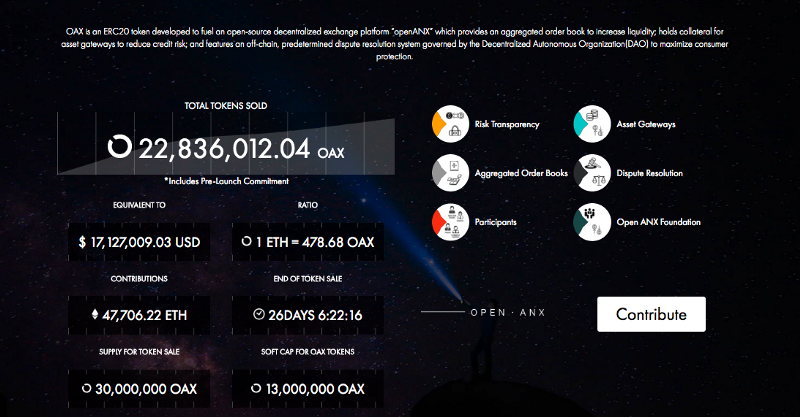 OAX is an ERC20 token developed to fuel an open-source decentralized exchange platform "openANX" which provides an aggregated order book to increase liquidity; holds collateral for
asset gateways to reduce credit risk; and features an off-chain, predetermined dispute resolution system governed by the Decentralized Autonomous Organization(DAO) to maximize consumer
protection.
TOTAL TOKENS SOLD
22,836,012.04 OAX
*Includes Pre-Launch Commitment
EQUIVALENT TO
$ 17,127,009.03 USD
RATIO
1 ETH = 478.68 OAX
CONTRIBUTIONS
47,706.22 ETH
END OF TOKEN SALE
26DAYS 6:22:16
SUPPLY FOR TOKEN SALE
30,000,000 OAX
SOFT CAP FOR OAX TOKENS
13,000,000 OAX
Risk Transparency
Asset Gateways
Aggregated Order Books
Dispute Resolution
Participants
Open ANX Foundation
OPEN · ANX
Contribute